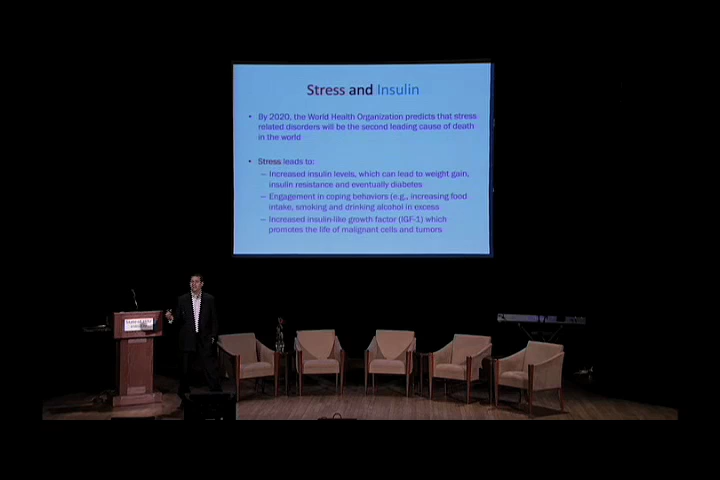 Stress and Insulin
• By 2020, the World Health Organization predicts that stress
related disorders will be the second leading cause of death
in the world
• Stress leads to:
– Increased insulin levels, which can lead to weight gain,
insulin resistance and eventually diabetes
– Engagement in coping behaviors (e.g., increasing food
intake, smoking and drinking alcohol in excess
– Increased insulin-like growth factor (IGF-1) which
promotes the life of malignant cells and tumors